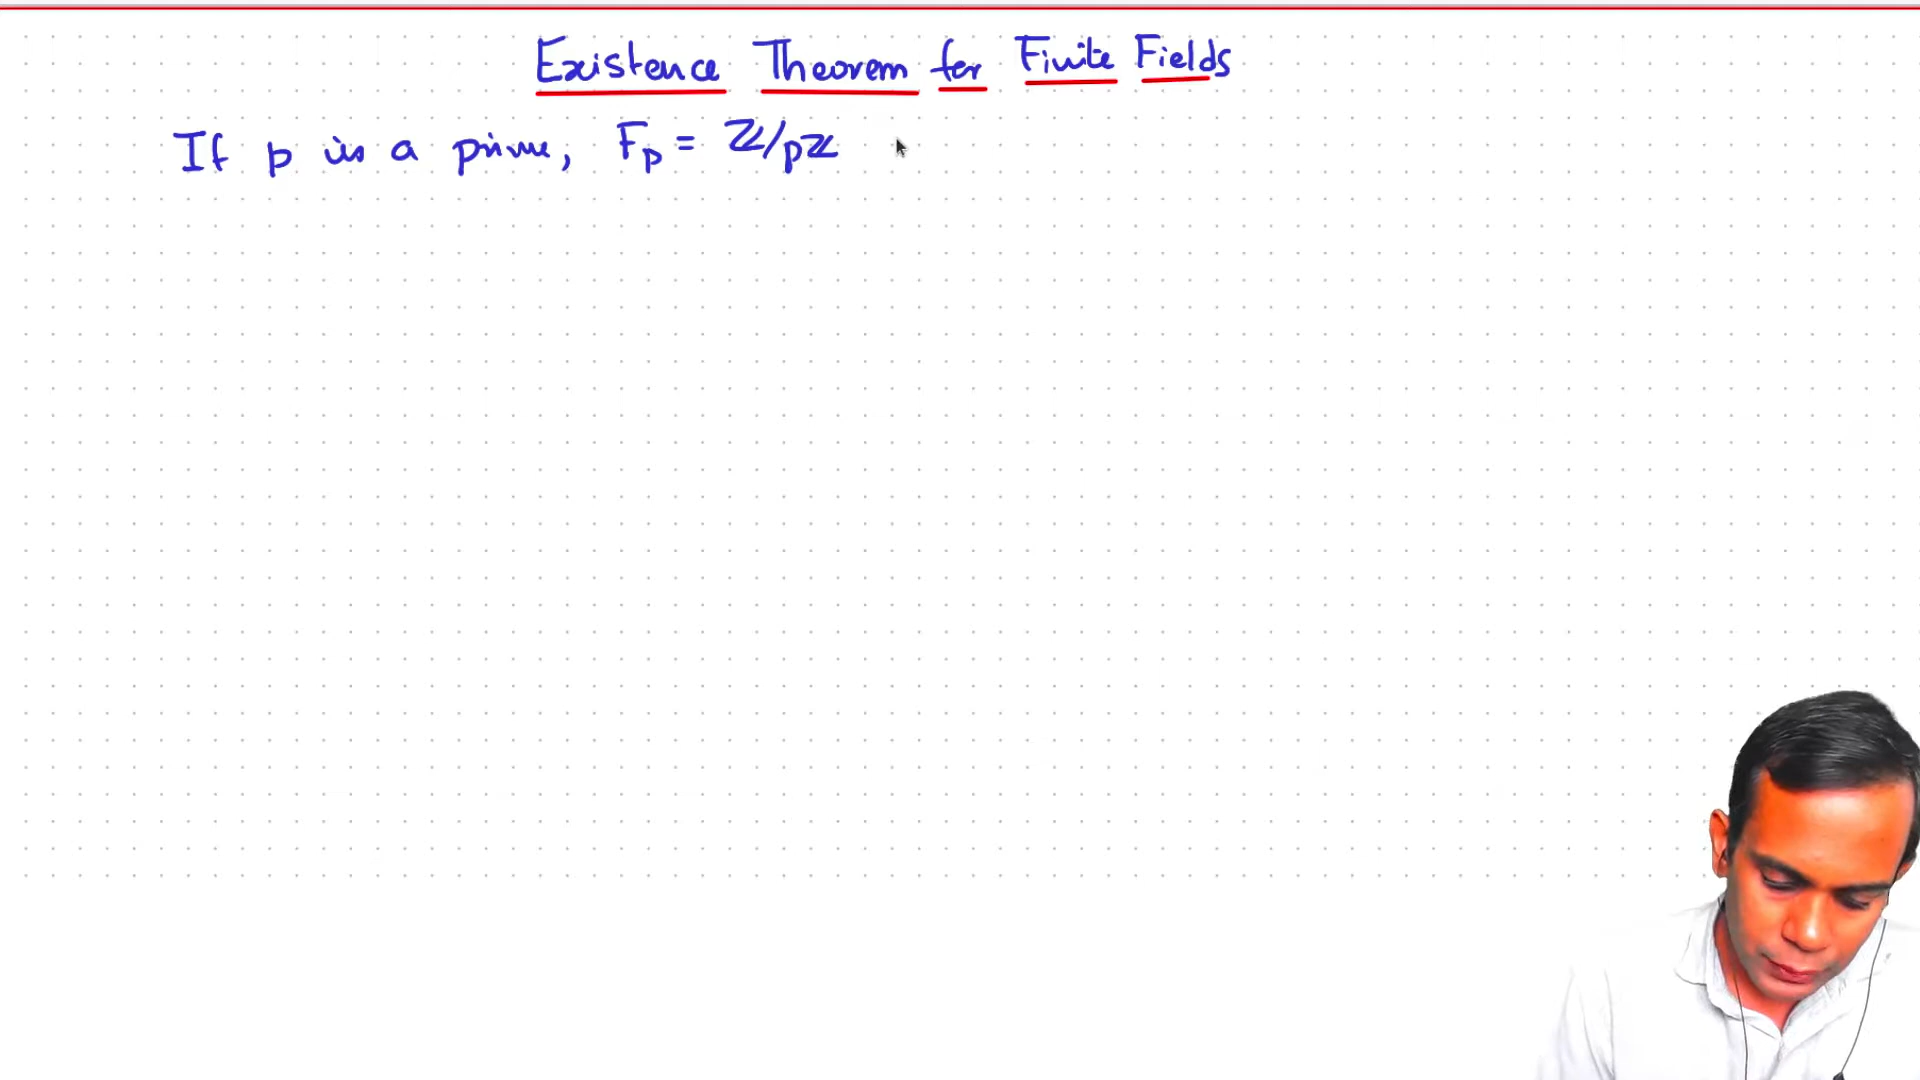 Existence Theorem for Finite Fields
If p is a prime, Fp = ℤ/pℤ